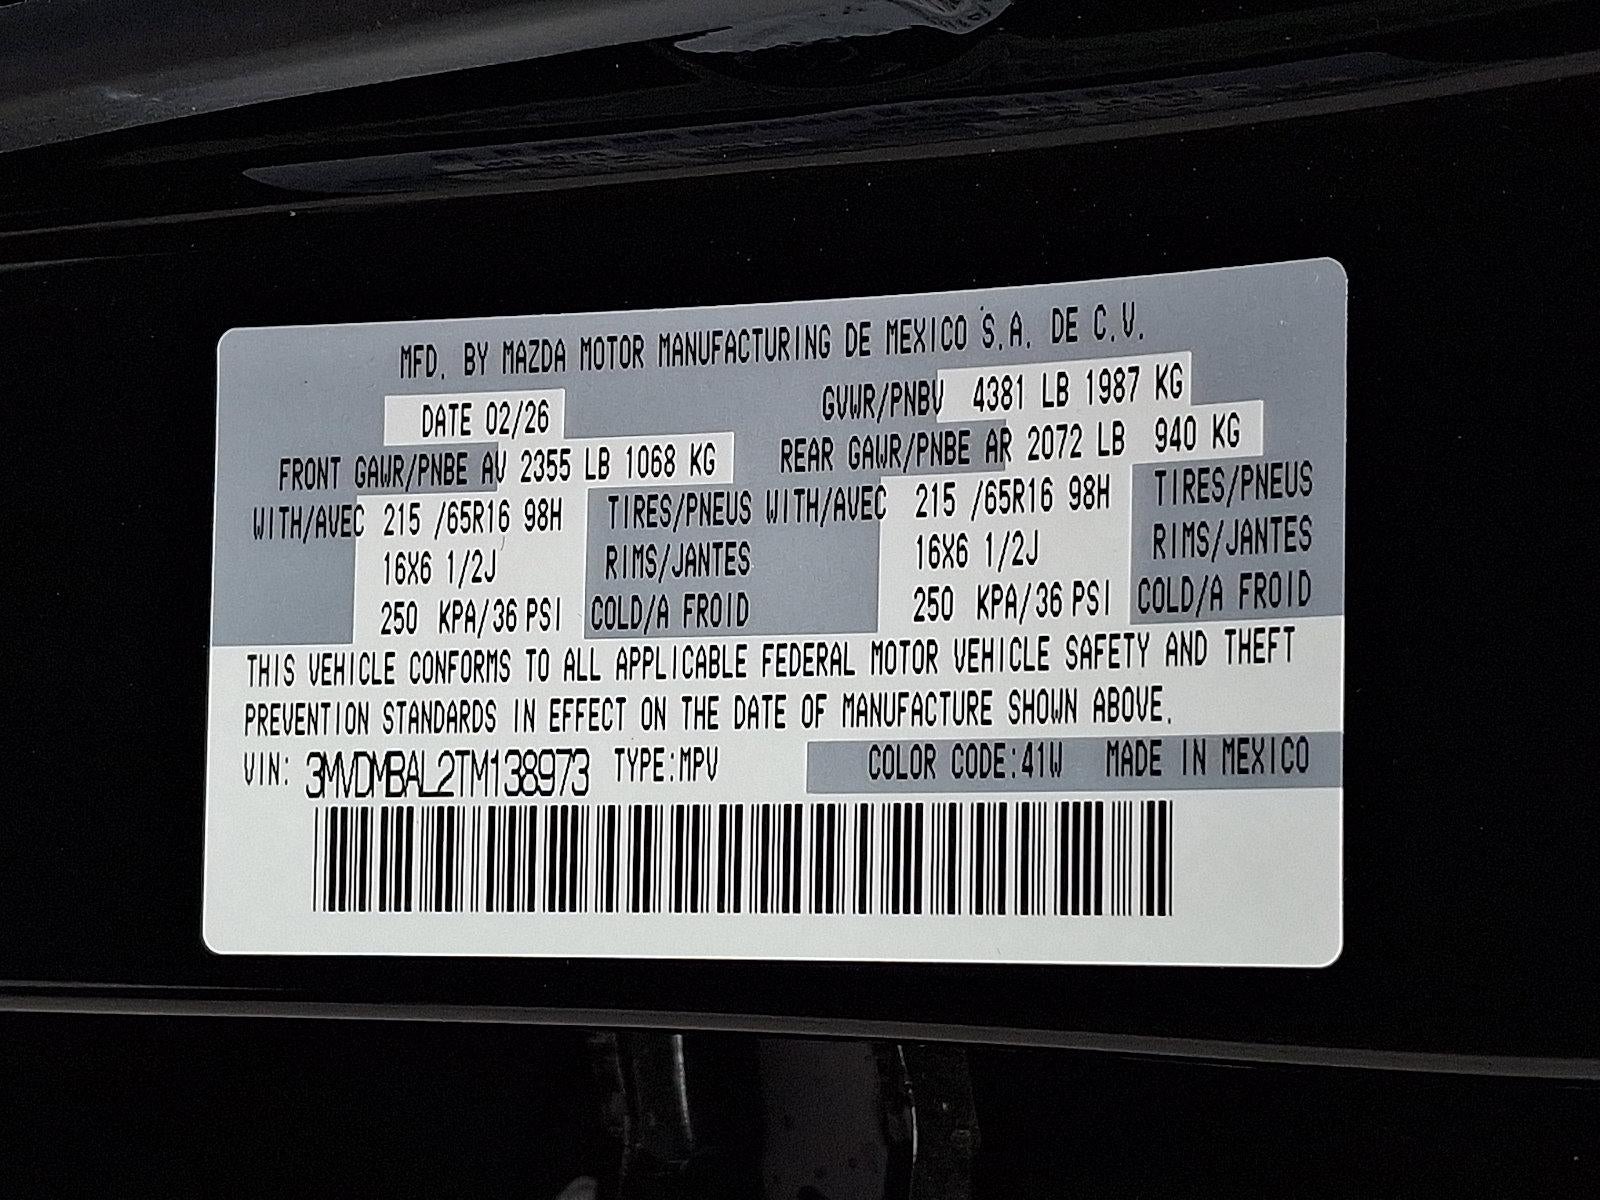 MFD. BY MAZDA MOTOR MANUFACTURING DE MEXICO S.A. DE C.V.
DATE 02/26 GVWR/PNBV 4381 LB 1987 KG
FRONT GAWR/PNBE AV 2355 LB 1068 KG REAR GAWR/PNBE AR 2072 LB 940 KG
WITH/AVEC 215 /65R16 98H TIRES/PNEUS WITH/AVEC 215 /65R16 98H TIRES/PNEUS
16X6 1/2J RIMS/JANTES 16X6 1/2J RIMS/JANTES
250 KPA/36 PSI COLD/A FROID 250 KPA/36 PSI COLD/A FROID
THIS VEHICLE CONFORMS TO ALL APPLICABLE FEDERAL MOTOR VEHICLE SAFETY AND THEFT
PREVENTION STANDARDS IN EFFECT ON THE DATE OF MANUFACTURE SHOWN ABOVE.
VIN: 3MVDMBAL2TM138973 TYPE:MPV COLOR CODE:41W MADE IN MEXICO